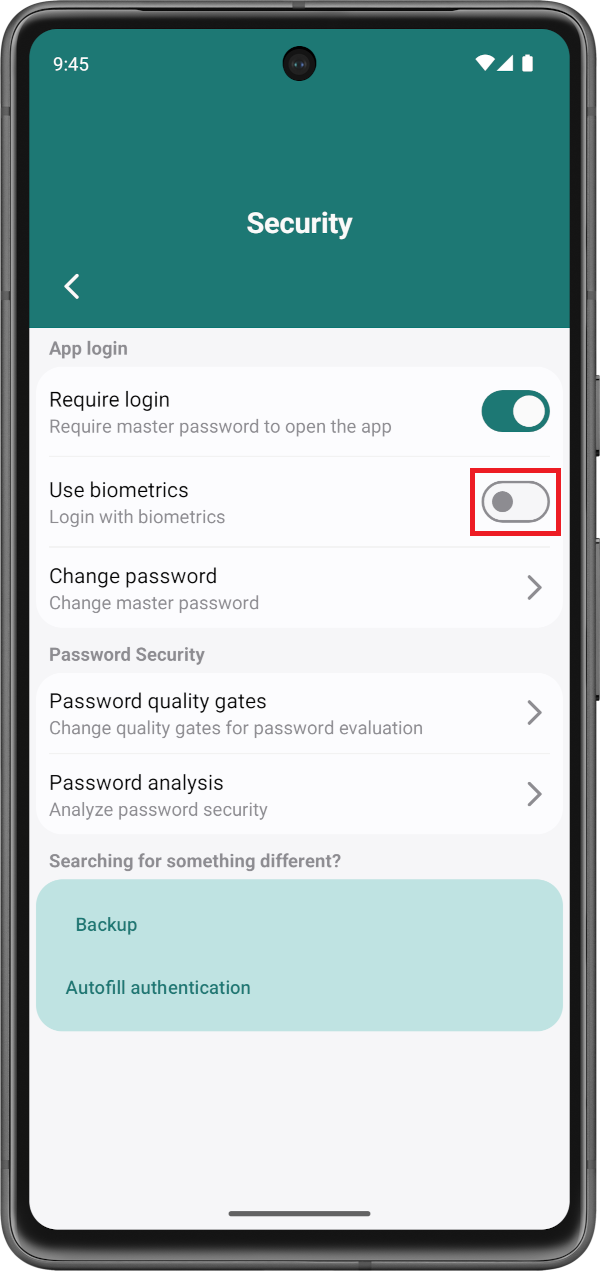 9:45
Security
App login
Require login
Require master password to open the app
Use biometrics
Login with biometrics
Change password
Change master password
Password Security
Password quality gates
Change quality gates for password evaluation
Password analysis
Analyze password security
Searching for something different?
Backup
Autofill authentication